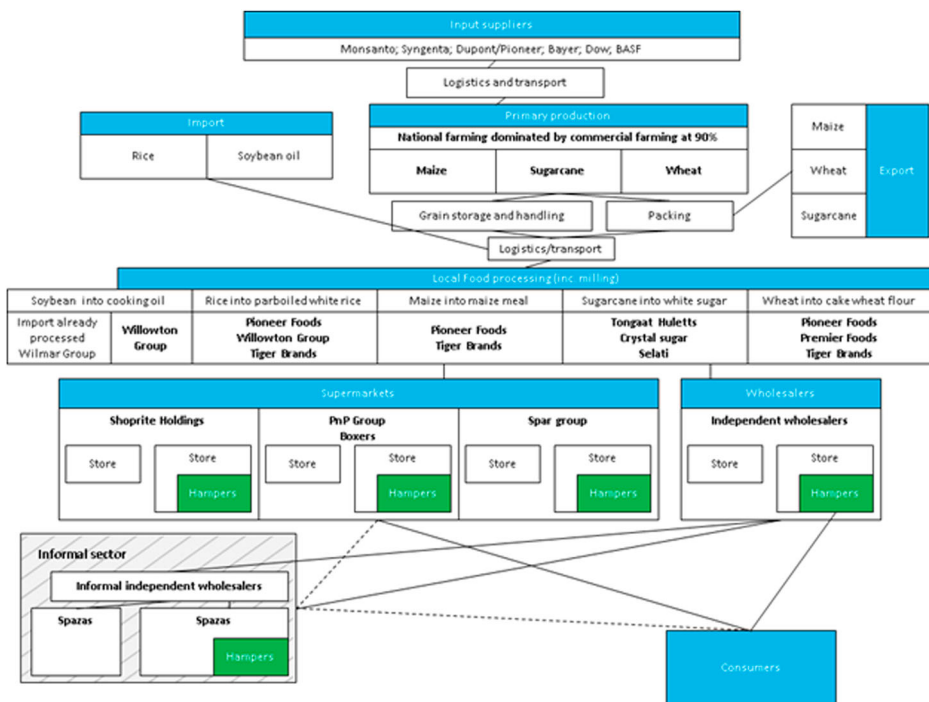 Input suppliers
Monsanto; Syngenta; Dupont/Pioneer; Bayer; Dow; BASF
Logistics and transport
Import
Rice
Soybean oil
Primary production
National farming dominated by commercial farming at 90%
Maize
Sugarcane
Wheat
Maize
Wheat
Sugarcane
Export
Grain storage and handling
Packing
Logistics/transport
Local Food processing (inc. milling)
Soybean into cooking oil
Rice into parboiled white rice
Maize into maize meal
Sugarcane into white sugar
Wheat into cake wheat flour
Import already
processed
Wilmar Group
Willowton
Group
Pioneer Foods
Willowton Group
Tiger Brands
Pioneer Foods
Tiger Brands
Tongaat Huletts
Crystal sugar
Selati
Pioneer Foods
Premier Foods
Tiger Brands
Supermarkets
Shoprite Holdings
Store
Store
Hampers
PnP Group
Boxers
Store
Store
Hampers
Spar group
Store
Store
Hampers
Wholesalers
Independent wholesalers
Store
Store
Hampers
Informal sector
Informal independent wholesalers
Spazas
Spazas
Hampers
Consumers